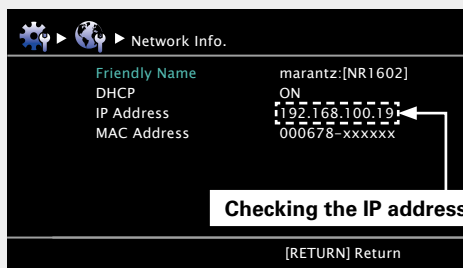 Network Info.
Friendly Name marantz:[NR1602]
DHCP ON
IP Address 192.168.100.19
MAC Address 000678-xxxxxx
Checking the IP address
[RETURN] Return